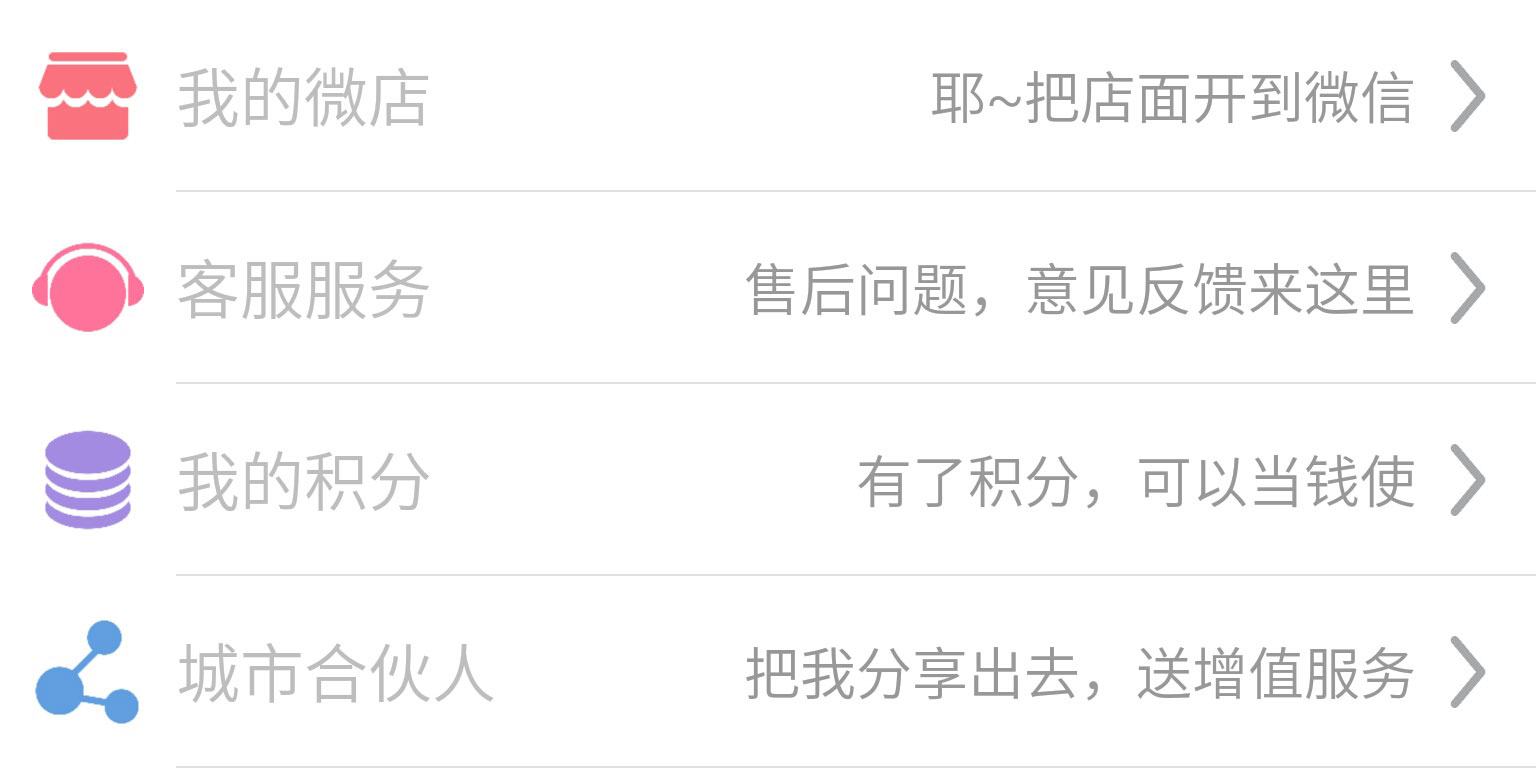 我的微店 耶~把店面开到微信
客服服务 售后问题，意见反馈来这里
我的积分 有了积分，可以当钱使
城市合伙人 把我分享出去，送增值服务